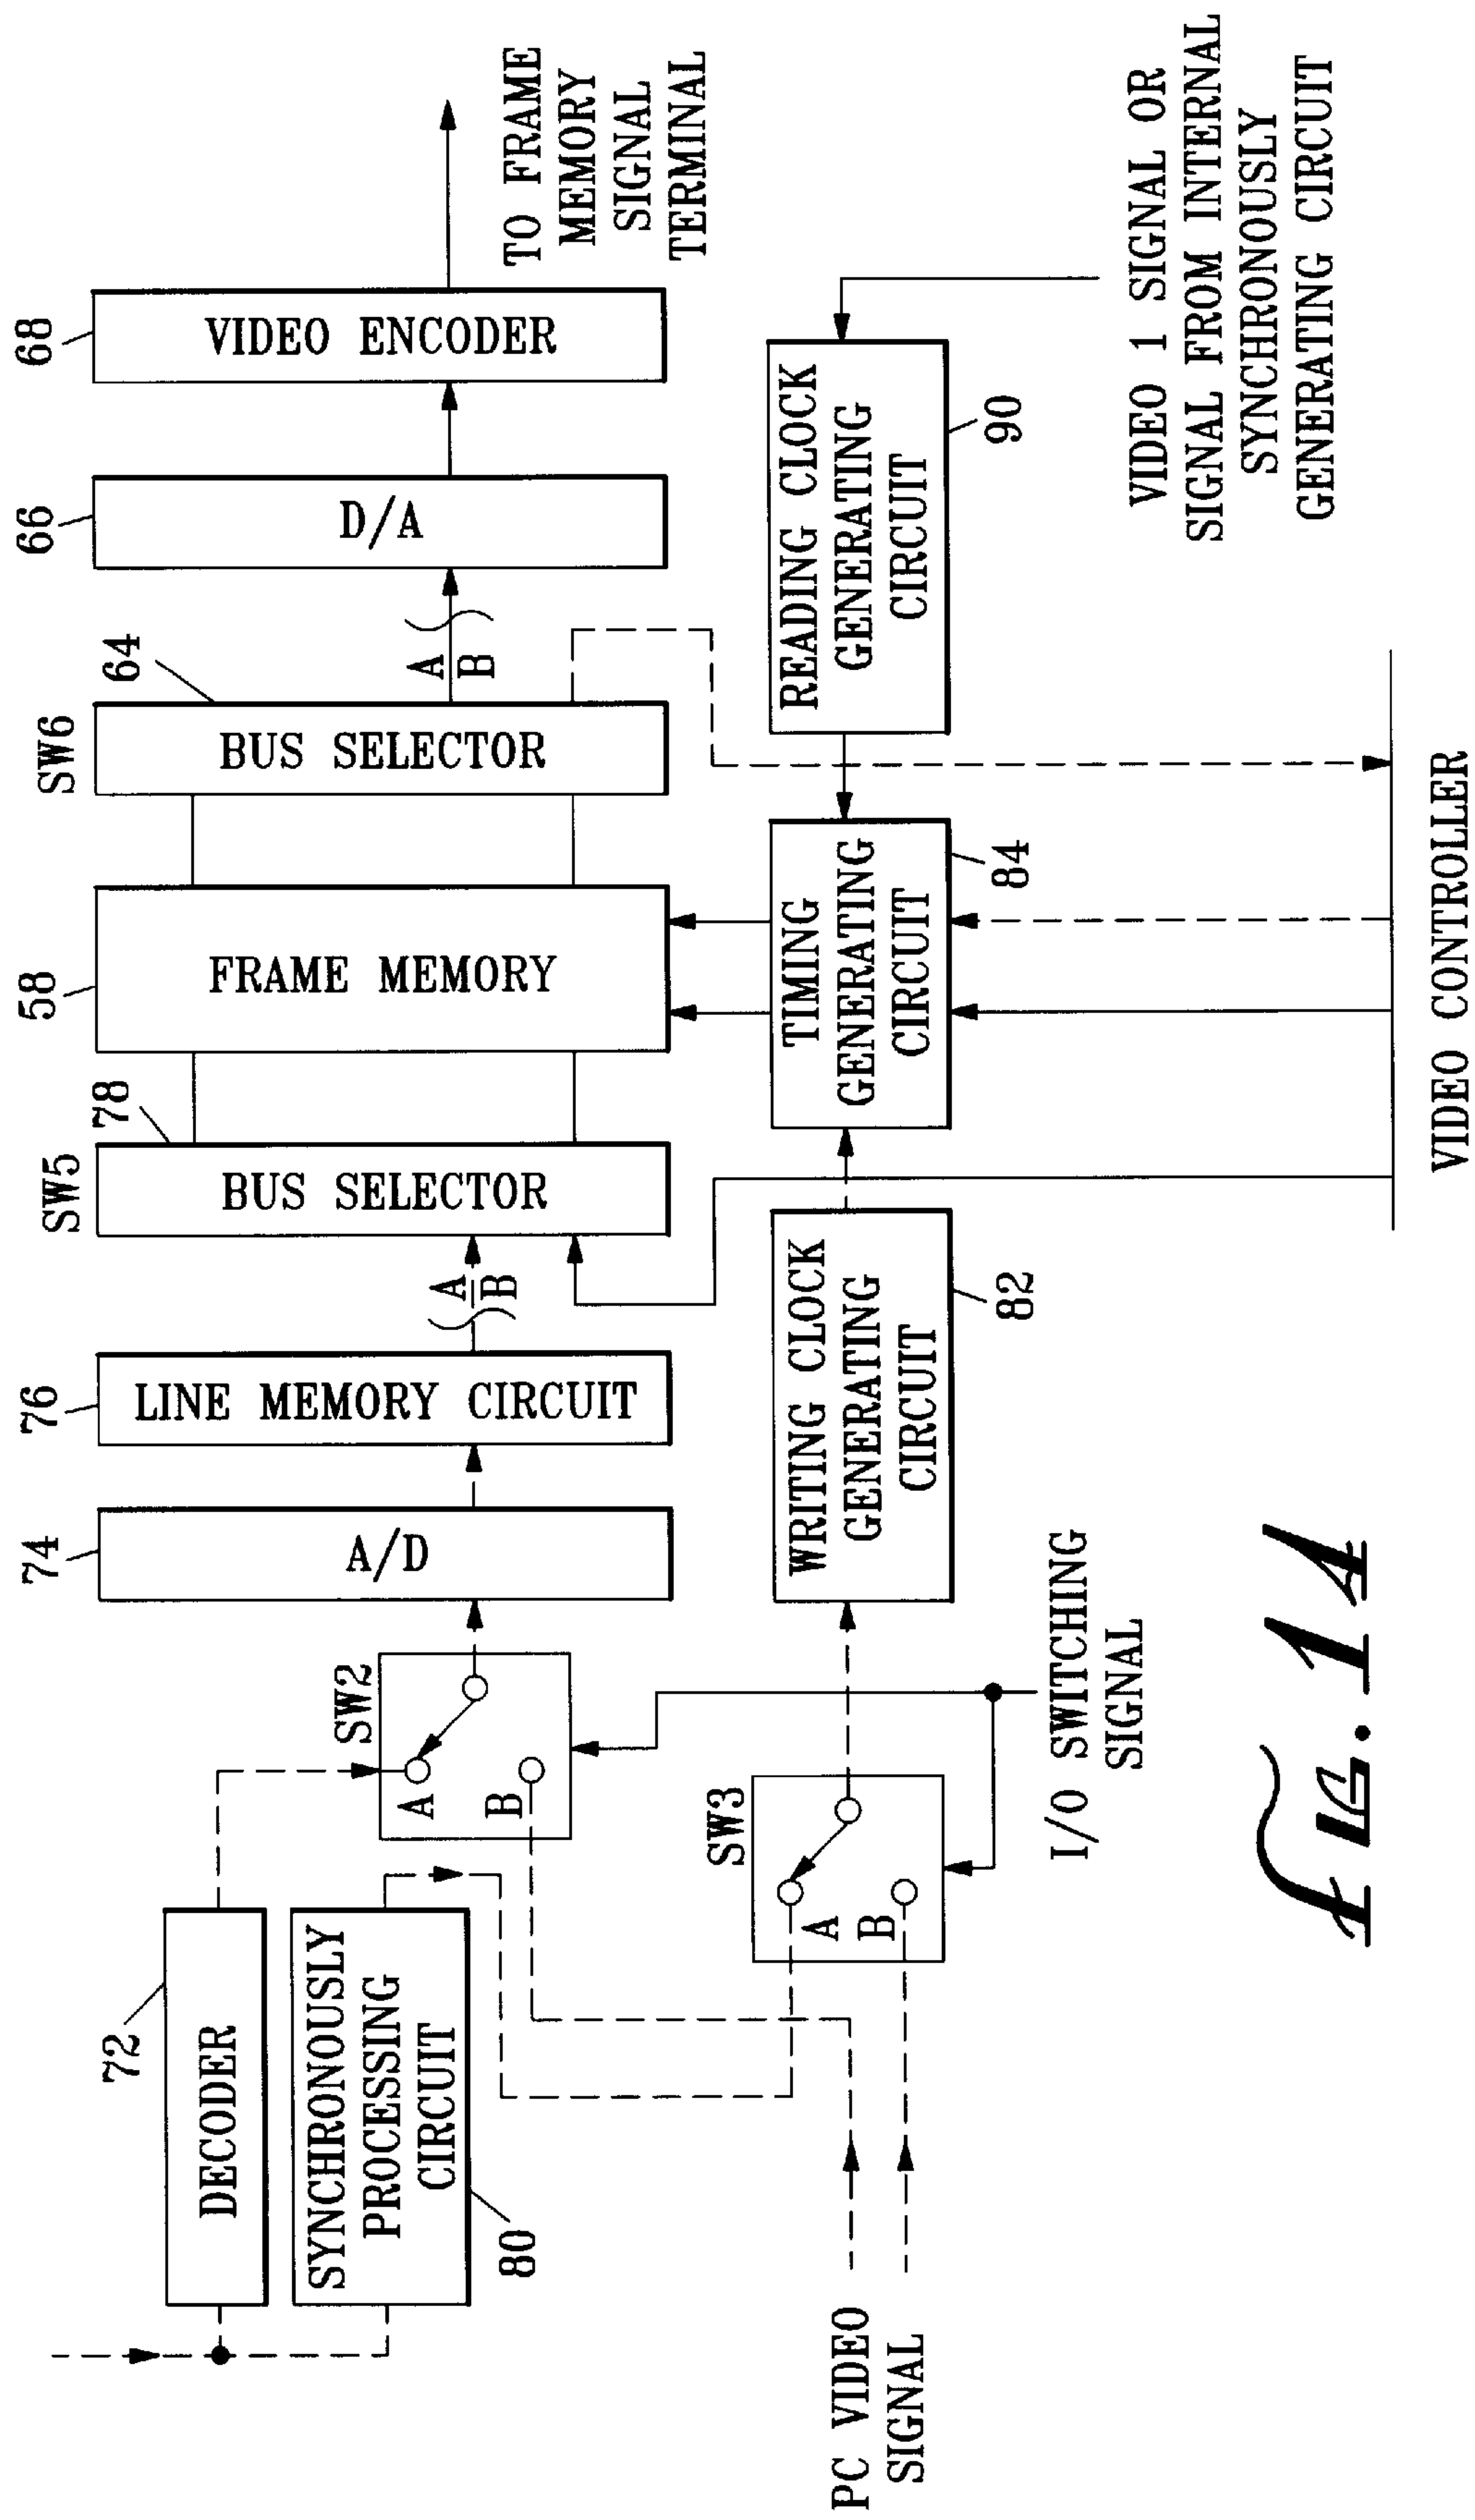 72
DECODER
SYNCHRONOUSLY
PROCESSING
CIRCUIT
80
PC VIDEO
SIGNAL
SW2
A
B
SW3
A
B
I/O SWITCHING
SIGNAL
74
A/D
76
LINE MEMORY CIRCUIT
A
B
SW5
78
BUS SELECTOR
58
FRAME MEMORY
SW6
64
BUS SELECTOR
A
B
66
D/A
68
VIDEO ENCODER
TO FRAME
MEMORY
SIGNAL
TERMINAL
WRITING CLOCK
GENERATING
CIRCUIT
82
TIMING
GENERATING
CIRCUIT
84
READING CLOCK
GENERATING
CIRCUIT
90
VIDEO 1 SIGNAL OR
SIGNAL FROM INTERNAL
SYNCHRONOUSLY
GENERATING CIRCUIT
VIDEO CONTROLLER
FIG. 14